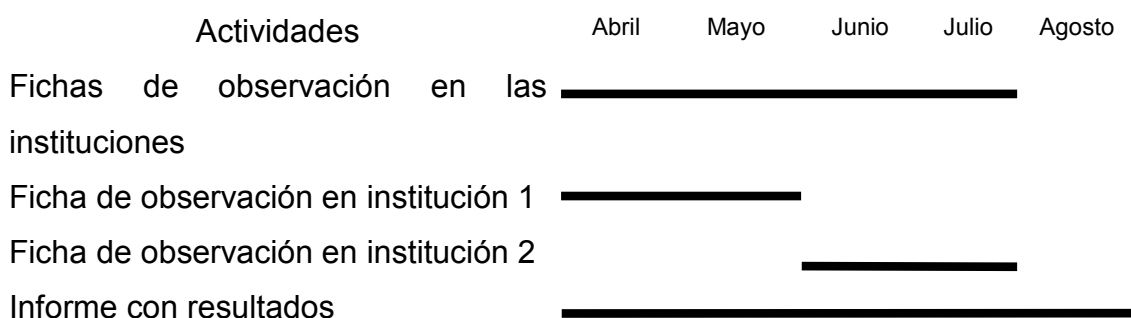 Actividades Abril Mayo Junio Julio Agosto
Fichas de observación en las
instituciones
Ficha de observación en institución 1
Ficha de observación en institución 2
Informe con resultados